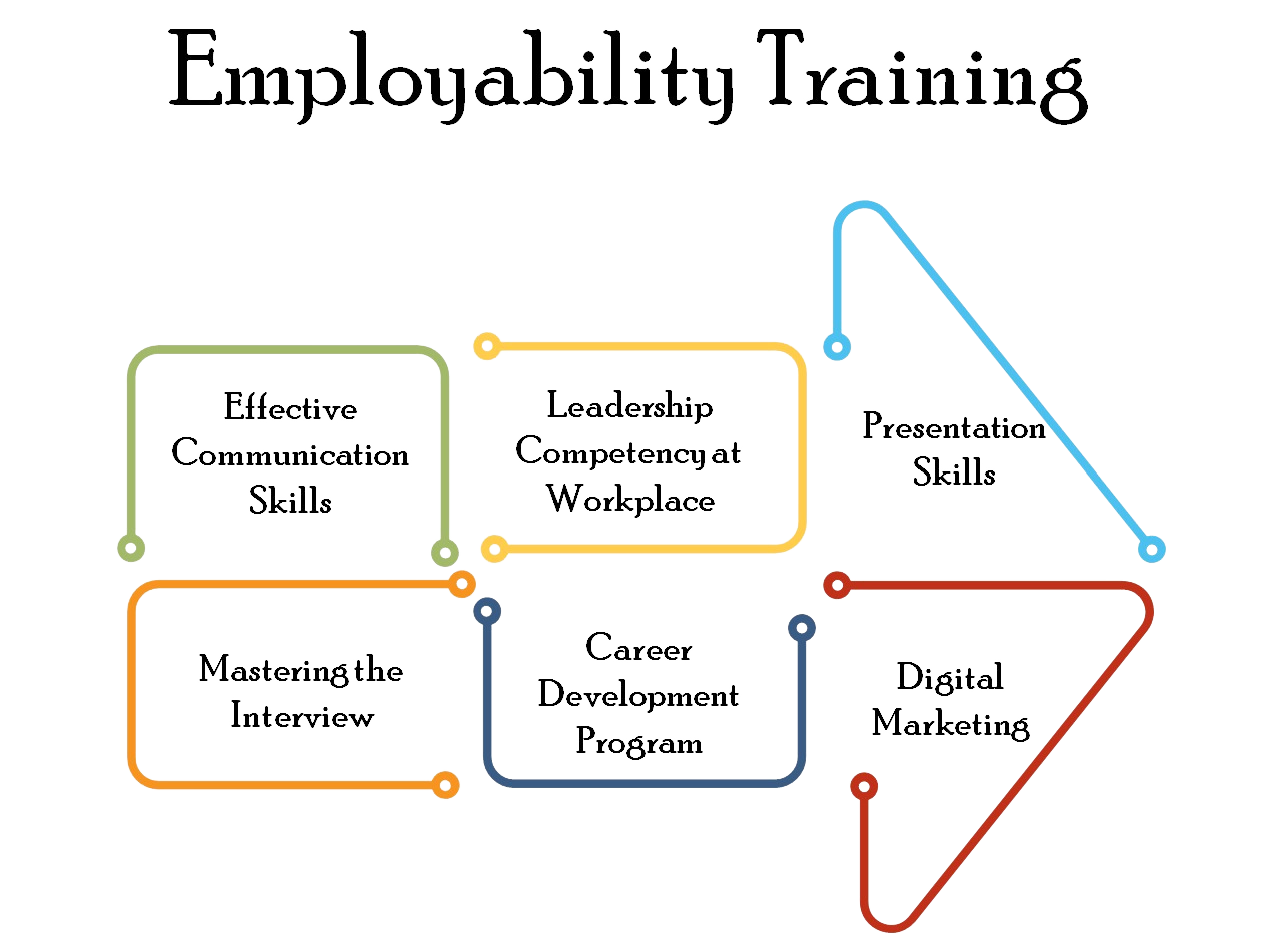 Employability Training
Effective
Communication
Skills
Leadership
Competency at
Workplace
Presentation
Skills
Mastering the
Interview
Career
Development
Program
Digital
Marketing